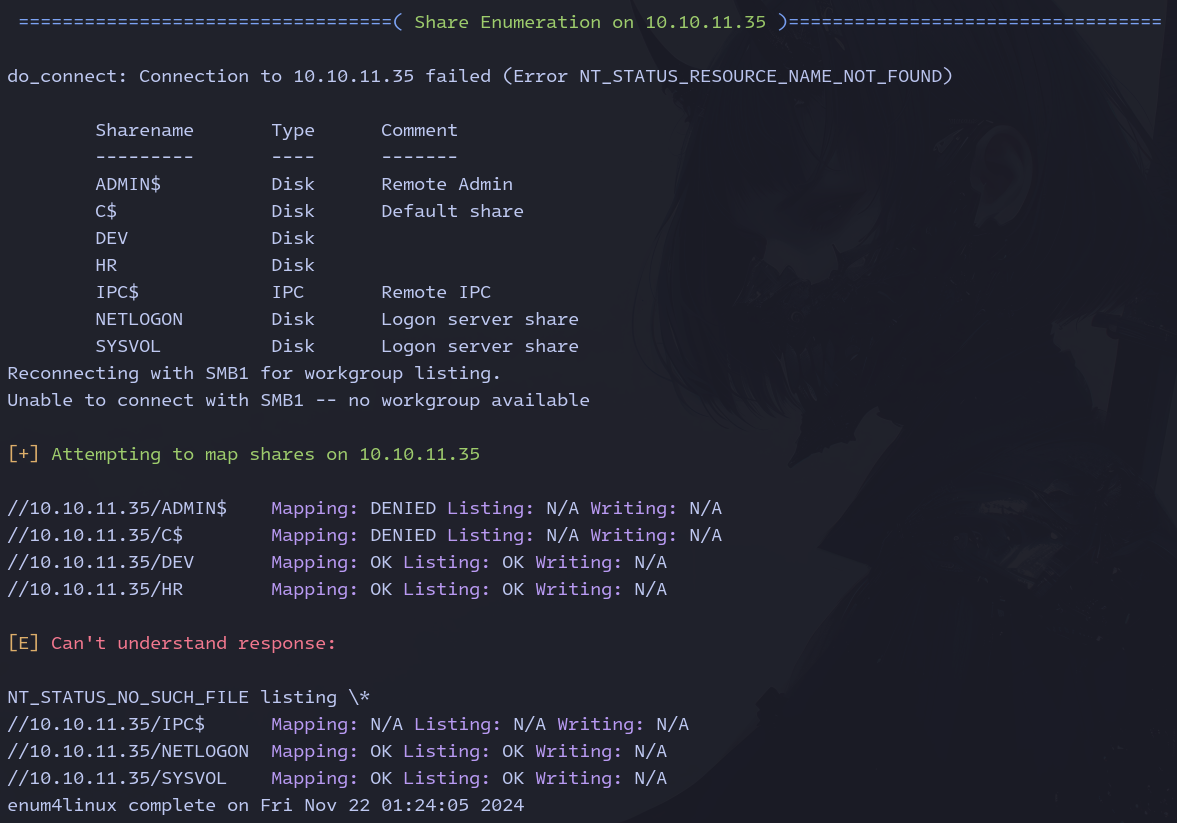 =================================( Share Enumeration on 10.10.11.35 )=================================
do_connect: Connection to 10.10.11.35 failed (Error NT_STATUS_RESOURCE_NAME_NOT_FOUND)
Sharename       Type      Comment
---------       ----      -------
ADMIN$          Disk      Remote Admin
C$              Disk      Default share
DEV             Disk
HR              Disk
IPC$            IPC       Remote IPC
NETLOGON        Disk      Logon server share
SYSVOL          Disk      Logon server share
Reconnecting with SMB1 for workgroup listing.
Unable to connect with SMB1 -- no workgroup available
[+] Attempting to map shares on 10.10.11.35
//10.10.11.35/ADMIN$    Mapping: DENIED Listing: N/A Writing: N/A
//10.10.11.35/C$        Mapping: DENIED Listing: N/A Writing: N/A
//10.10.11.35/DEV       Mapping: OK Listing: OK Writing: N/A
//10.10.11.35/HR        Mapping: OK Listing: OK Writing: N/A
[E] Can't understand response:
NT_STATUS_NO_SUCH_FILE listing \*
//10.10.11.35/IPC$      Mapping: N/A Listing: N/A Writing: N/A
//10.10.11.35/NETLOGON  Mapping: OK Listing: OK Writing: N/A
//10.10.11.35/SYSVOL    Mapping: OK Listing: OK Writing: N/A
enum4linux complete on Fri Nov 22 01:24:05 2024